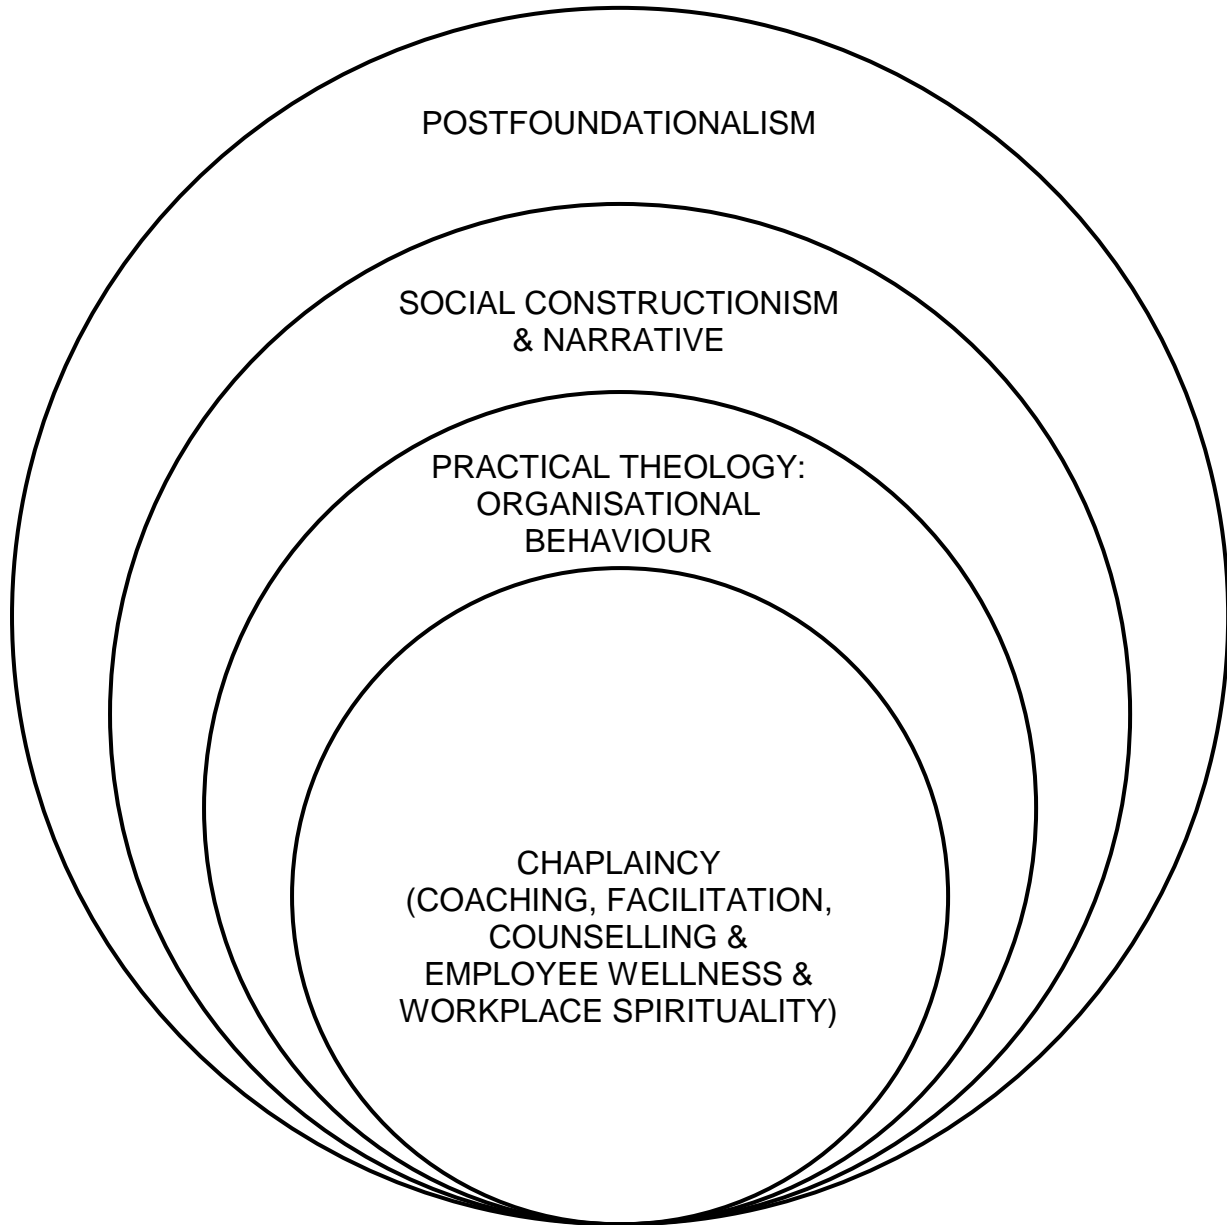 POSTFOUNDATIONALISM
SOCIAL CONSTRUCTIONISM
& NARRATIVE
PRACTICAL THEOLOGY:
ORGANISATIONAL
BEHAVIOUR
CHAPLAINCY
(COACHING, FACILITATION,
COUNSELLING &
EMPLOYEE WELLNESS &
WORKPLACE SPIRITUALITY)